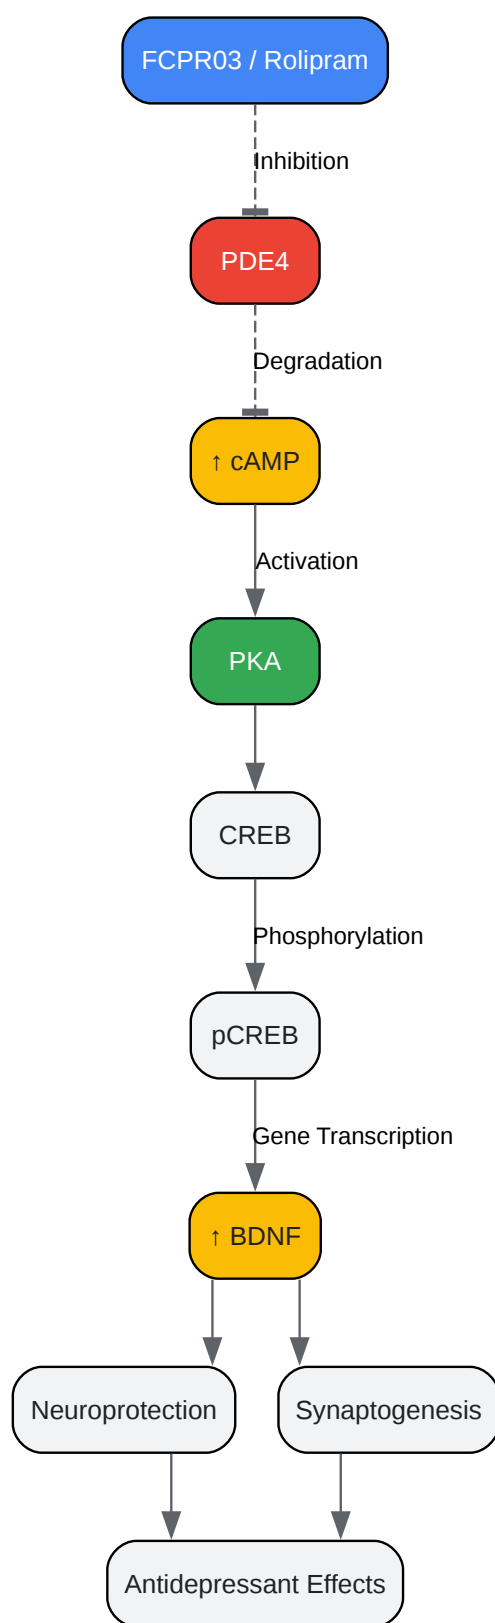 FCPR03 / Rolipram
Inhibition
PDE4
Degradation
↑ cAMP
Activation
PKA
CREB
Phosphorylation
pCREB
Gene Transcription
↑ BDNF
Neuroprotection
Synaptogenesis
Antidepressant Effects